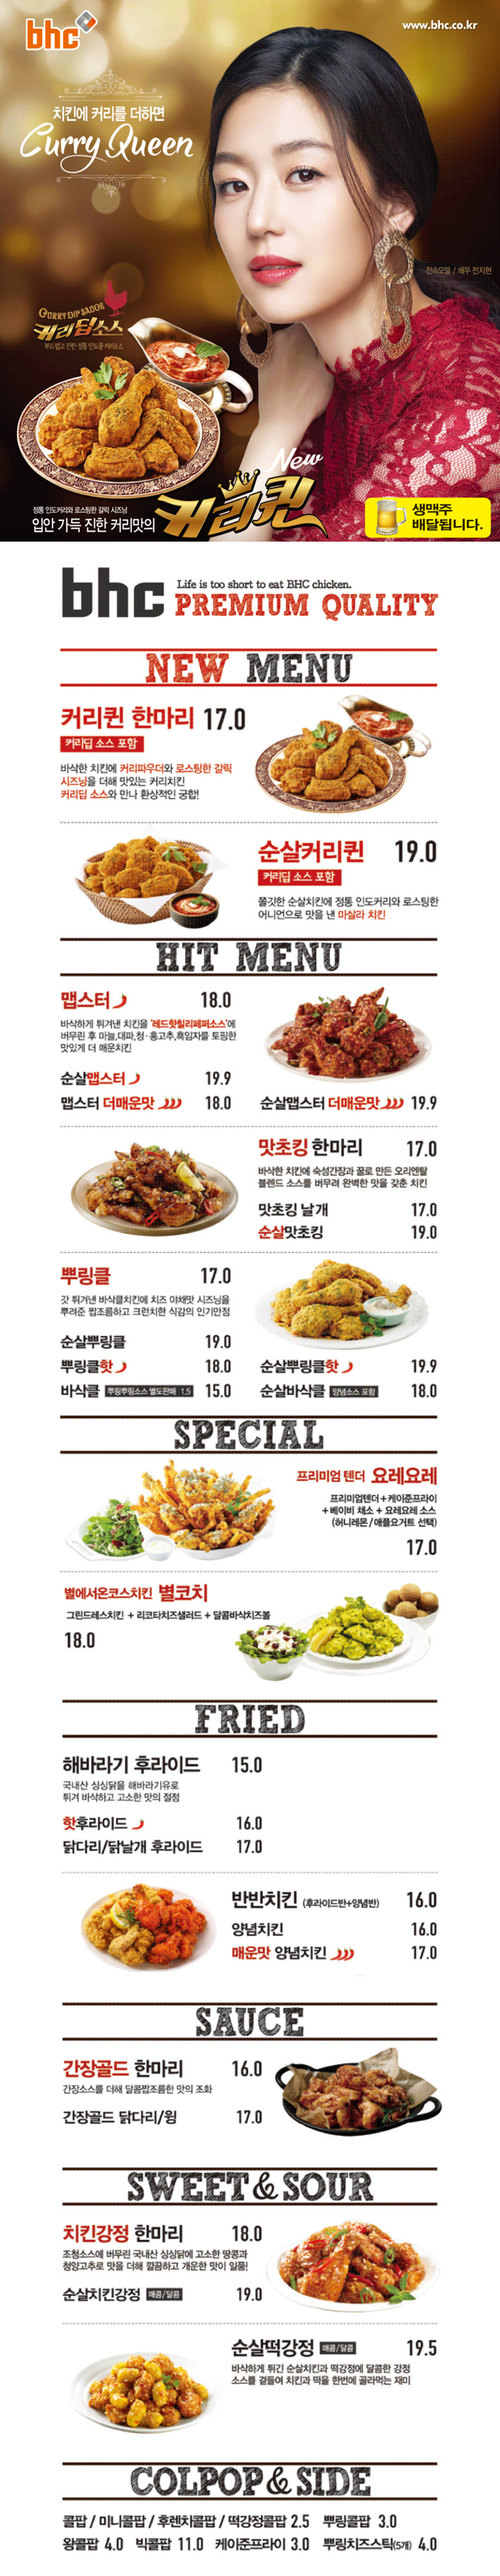 bhc
www.bhc.co.kr
치킨에 커리를 더하면
Curry Queen
전속모델 / 배우 전지현
CURRY DIP SAUCE
커리딥소스
부드럽고 진한 정통 인도풍 커리소스
New
정통 인도커리와 로스팅한 갈릭 시즈닝
입안 가득 진한 커리만의
커리퀸
생맥주
배달됩니다.
bhc
Life is too short to eat BHC chicken.
PREMIUM QUALITY
NEW MENU
커리퀸 한마리 17.0
커리딥 소스 포함
바삭한 치킨에 커리파우더와 로스팅한 갈릭
시즈닝을 더해 맛있는 커리치킨
커리딥 소스와 만나 환상적인 궁합!
순살커리퀸 19.0
커리딥 소스 포함
쫄깃한 순살치킨에 정통 인도커리와 로스팅한
어니언으로 맛을 낸 마살라 치킨
HIT MENU
맵스터 18.0
바삭하게 튀겨낸 치킨을 '레드핫칠리페퍼소스'에
버무린 후 마늘,대파,청·홍고추,흑임자를 토핑한
맛있게 더 매운치킨
순살맵스터 19.9
맵스터 더매운맛 18.0 순살맵스터 더매운맛 19.9
맛초킹 한마리 17.0
바삭한 치킨에 숙성간장과 꿀로 만든 오리엔탈
블렌드 소스를 버무려 완벽한 맛을 갖춘 치킨
맛초킹 날개 17.0
순살맛초킹 19.0
뿌링클 17.0
갓 튀겨낸 바삭클치킨에 치즈 야채맛 시즈닝을
뿌려준 짭조름하고 크런치한 식감의 인기만점
순살뿌링클 19.0
뿌링클핫 18.0 순살뿌링클핫 19.9
바삭클 뿌링뿌링소스 별도판매 1.5 15.0 순살바삭클 양념소스 포함 18.0
SPECIAL
프리미엄 텐더 요레요레
프리미엄텐더+케이준프라이
+베이비 채소 + 요레요레 소스
(허니레몬/애플요거트 선택)
17.0
별에서온코스치킨 별코치
그린드레스치킨 + 리코타치즈샐러드 + 달콤바삭치즈볼
18.0
FRIED
해바라기 후라이드 15.0
국내산 싱싱닭을 해바라기유로
튀겨 바삭하고 고소한 맛의 절정
핫후라이드 16.0
닭다리/닭날개 후라이드 17.0
반반치킨 (후라이드반+양념반) 16.0
양념치킨 16.0
매운맛 양념치킨 17.0
SAUCE
간장골드 한마리 16.0
간장소스를 더해 달콤짭조름한 맛의 조화
간장골드 닭다리/윙 17.0
SWEET & SOUR
치킨강정 한마리 18.0
조청소스에 버무린 국내산 싱싱닭에 고소한 땅콩과
청양고추로 맛을 더해 깔끔하고 개운한 맛이 일품!
순살치킨강정 매콤/달콤 19.0
순살떡강정 매콤/달콤 19.5
바삭하게 튀긴 순살치킨과 떡강정에 달콤한 강정
소스를 곁들여 치킨과 떡을 한번에 골라먹는 재미
COLPOP & SIDE
콜팝 / 미니콜팝 / 후렌치콜팝 / 떡강정콜팝 2.5 뿌링콜팝 3.0
왕콜팝 4.0 빅콜팝 11.0 케이준프라이 3.0 뿌링치즈스틱(5개) 4.0